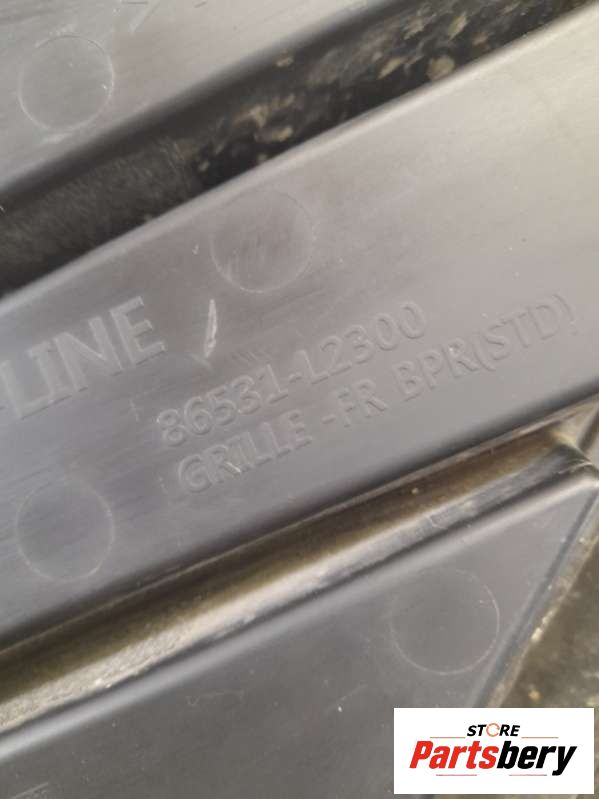 LINE
86531-L2300
GRILLE -FR BPR(STD)
STORE
Partsbery